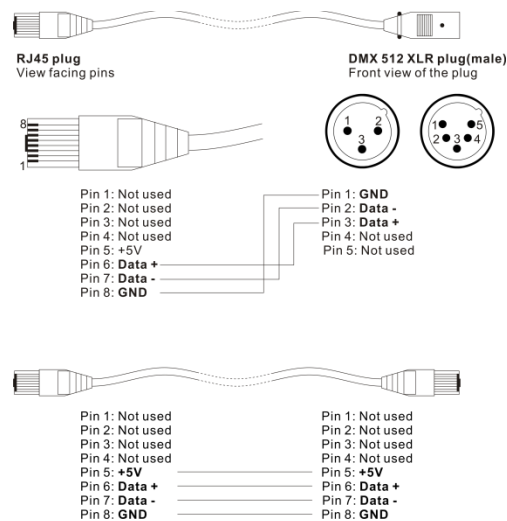 RJ45 plug
View facing pins
DMX 512 XLR plug(male)
Front view of the plug
8
1
1 2
3
1 5
2 3 4
Pin 1: Not used
Pin 2: Not used
Pin 3: Not used
Pin 4: Not used
Pin 5: +5V
Pin 6: Data +
Pin 7: Data -
Pin 8: GND
Pin 1: GND
Pin 2: Data -
Pin 3: Data +
Pin 4: Not used
Pin 5: Not used
Pin 1: Not used
Pin 2: Not used
Pin 3: Not used
Pin 4: Not used
Pin 5: +5V
Pin 6: Data +
Pin 7: Data -
Pin 8: GND
Pin 1: Not used
Pin 2: Not used
Pin 3: Not used
Pin 4: Not used
Pin 5: +5V
Pin 6: Data +
Pin 7: Data -
Pin 8: GND